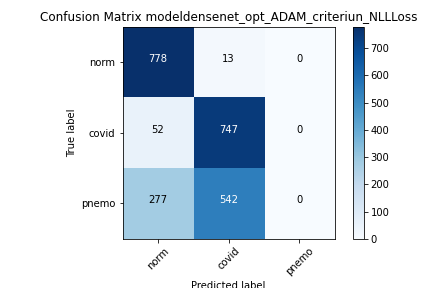 Confusion Matrix modeldensenet_opt_ADAM_criteriun_NLLLoss
norm 778 13 0
covid 52 747 0
pnemo 277 542 0
True label
norm covid pnemo
Predicted label
700
600
500
400
300
200
100
0